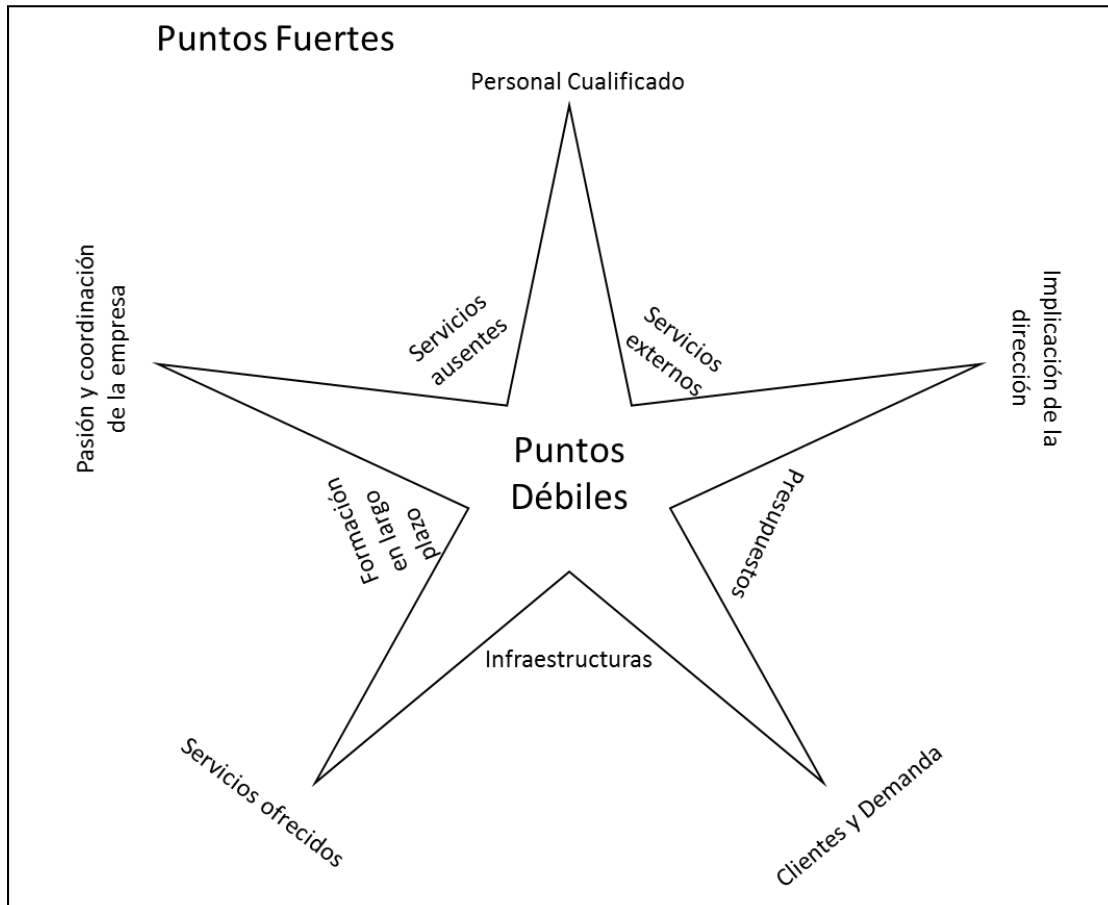 Puntos Fuertes
Personal Cualificado
Pasión y coordinación
de la empresa
Servicios
ausentes
Servicios
externos
Implicación de la
dirección
Puntos
Débiles
Formación
en largo
plazo
Presupuestos
Infraestructuras
Servicios ofrecidos
Clientes y Demanda